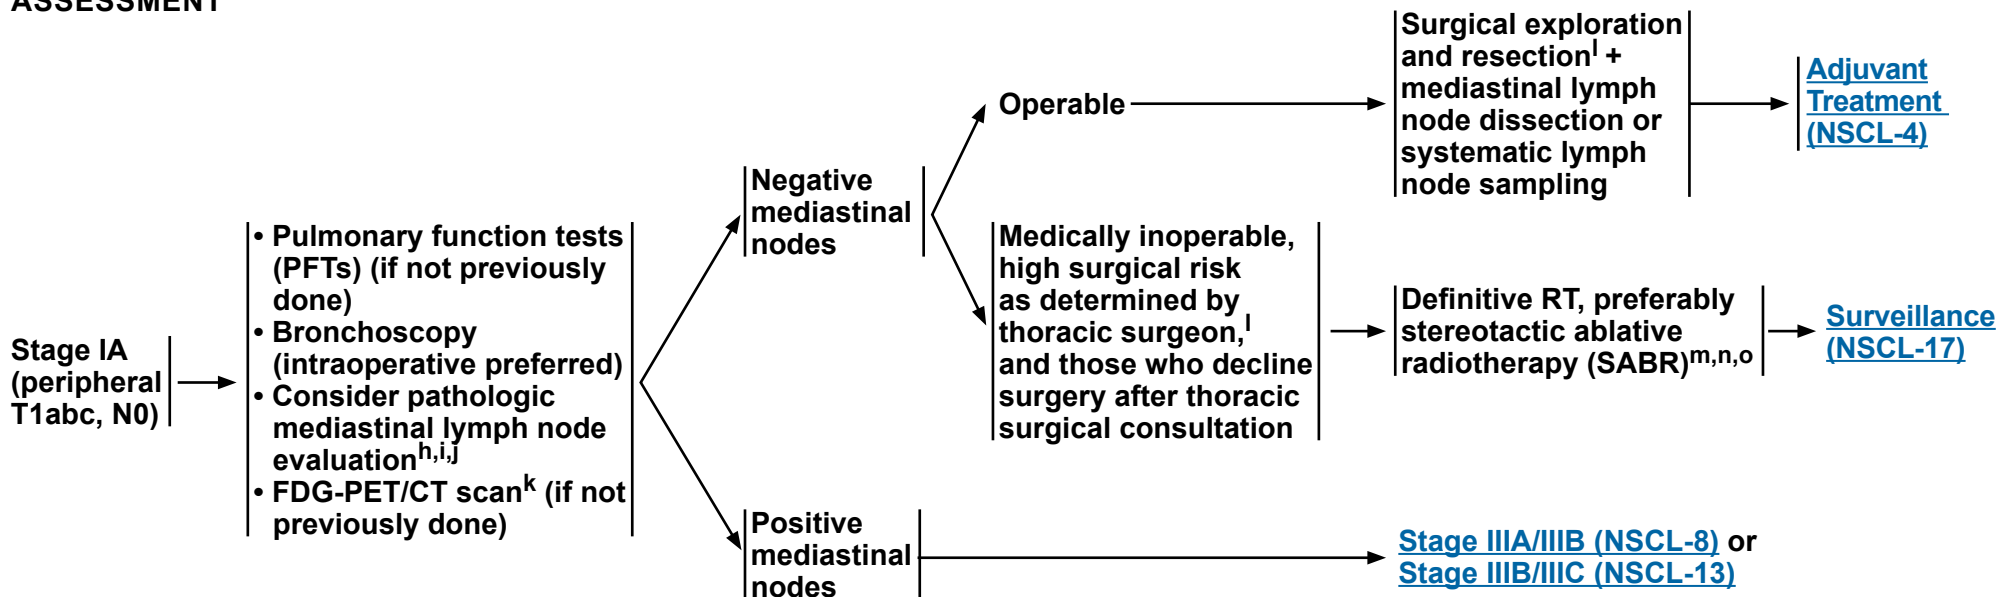 ASSESSMENT
Stage IA
(peripheral
T1abc, N0)
• Pulmonary function tests
(PFTs) (if not previously
done)
• Bronchoscopy
(intraoperative preferred)
• Consider pathologic
mediastinal lymph node
evaluationh,i,j
• FDG-PET/CT scank (if not
previously done)
Negative
mediastinal
nodes
Operable
Surgical exploration
and resectionl +
mediastinal lymph
node dissection or
systematic lymph
node sampling
Adjuvant
Treatment
(NSCL-4)
Medically inoperable,
high surgical risk
as determined by
thoracic surgeon,l
and those who decline
surgery after thoracic
surgical consultation
Definitive RT, preferably
stereotactic ablative
radiotherapy (SABR)m,n,o
Surveillance
(NSCL-17)
Positive
mediastinal
nodes
Stage IIIA/IIIB (NSCL-8) or
Stage IIIB/IIIC (NSCL-13)